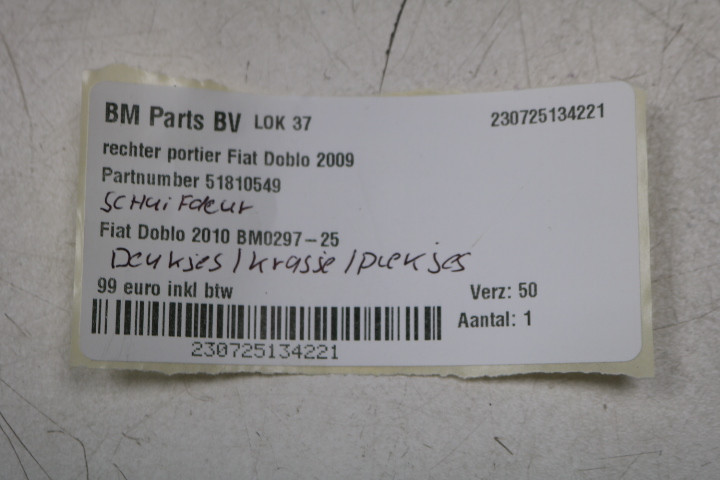 BM Parts BV LOK 37 230725134221
rechter portier Fiat Doblo 2009
Partnumber 51810549
SCHUiFdeur
Fiat Doblo 2010 BM0297-25
Deukjes/krasse/plekjes
99 euro inkl btw Verz: 50
Aantal: 1
230725134221